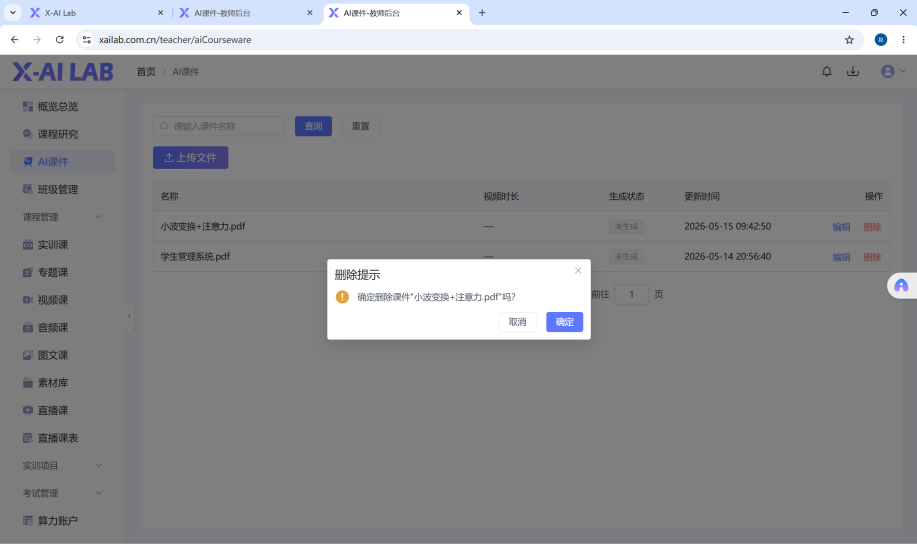 X-AI Lab
AI课件-教师后台
AI课件-教师后台
xailab.com.cn/teacher/aiCourseware
X-AI LAB
首页 > AI课件
概览总览
课程研究
AI课件
班级管理
课程管理
实训课
专题课
视频课
音频课
图文课
素材库
直播课
直播课表
实训项目
考试管理
算力账户
请输入课件名称 查询 重置
上传文件
名称 视频时长 生成状态 更新时间 操作
小波变换+注意力.pdf — 未生成 2026-05-15 09:42:50 编辑 删除
学生管理系统.pdf — 未生成 2026-05-14 20:56:40 编辑 删除
前往 1 页
删除提示
确定删除课件"小波变换+注意力.pdf"吗?
取消 确定